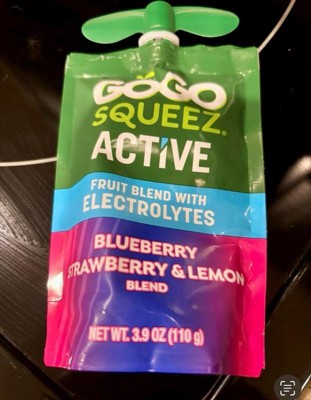 GOGO
SQUEEZ.
ACTIVE
FRUIT BLEND WITH
ELECTROLYTES
BLUEBERRY
STRAWBERRY & LEMON
BLEND
NET WT. 3.9 OZ (110 g)